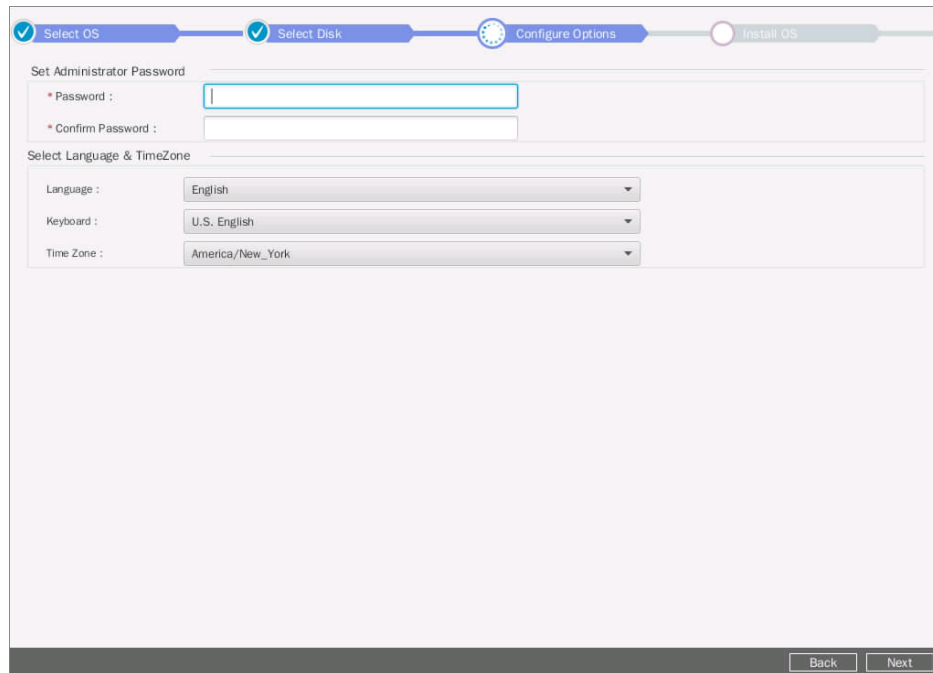 Select OS Select Disk Configure Options Install OS
Set Administrator Password
* Password :
* Confirm Password :
Select Language & TimeZone
Language : English
Keyboard : U.S. English
Time Zone : America/New_York
Back Next